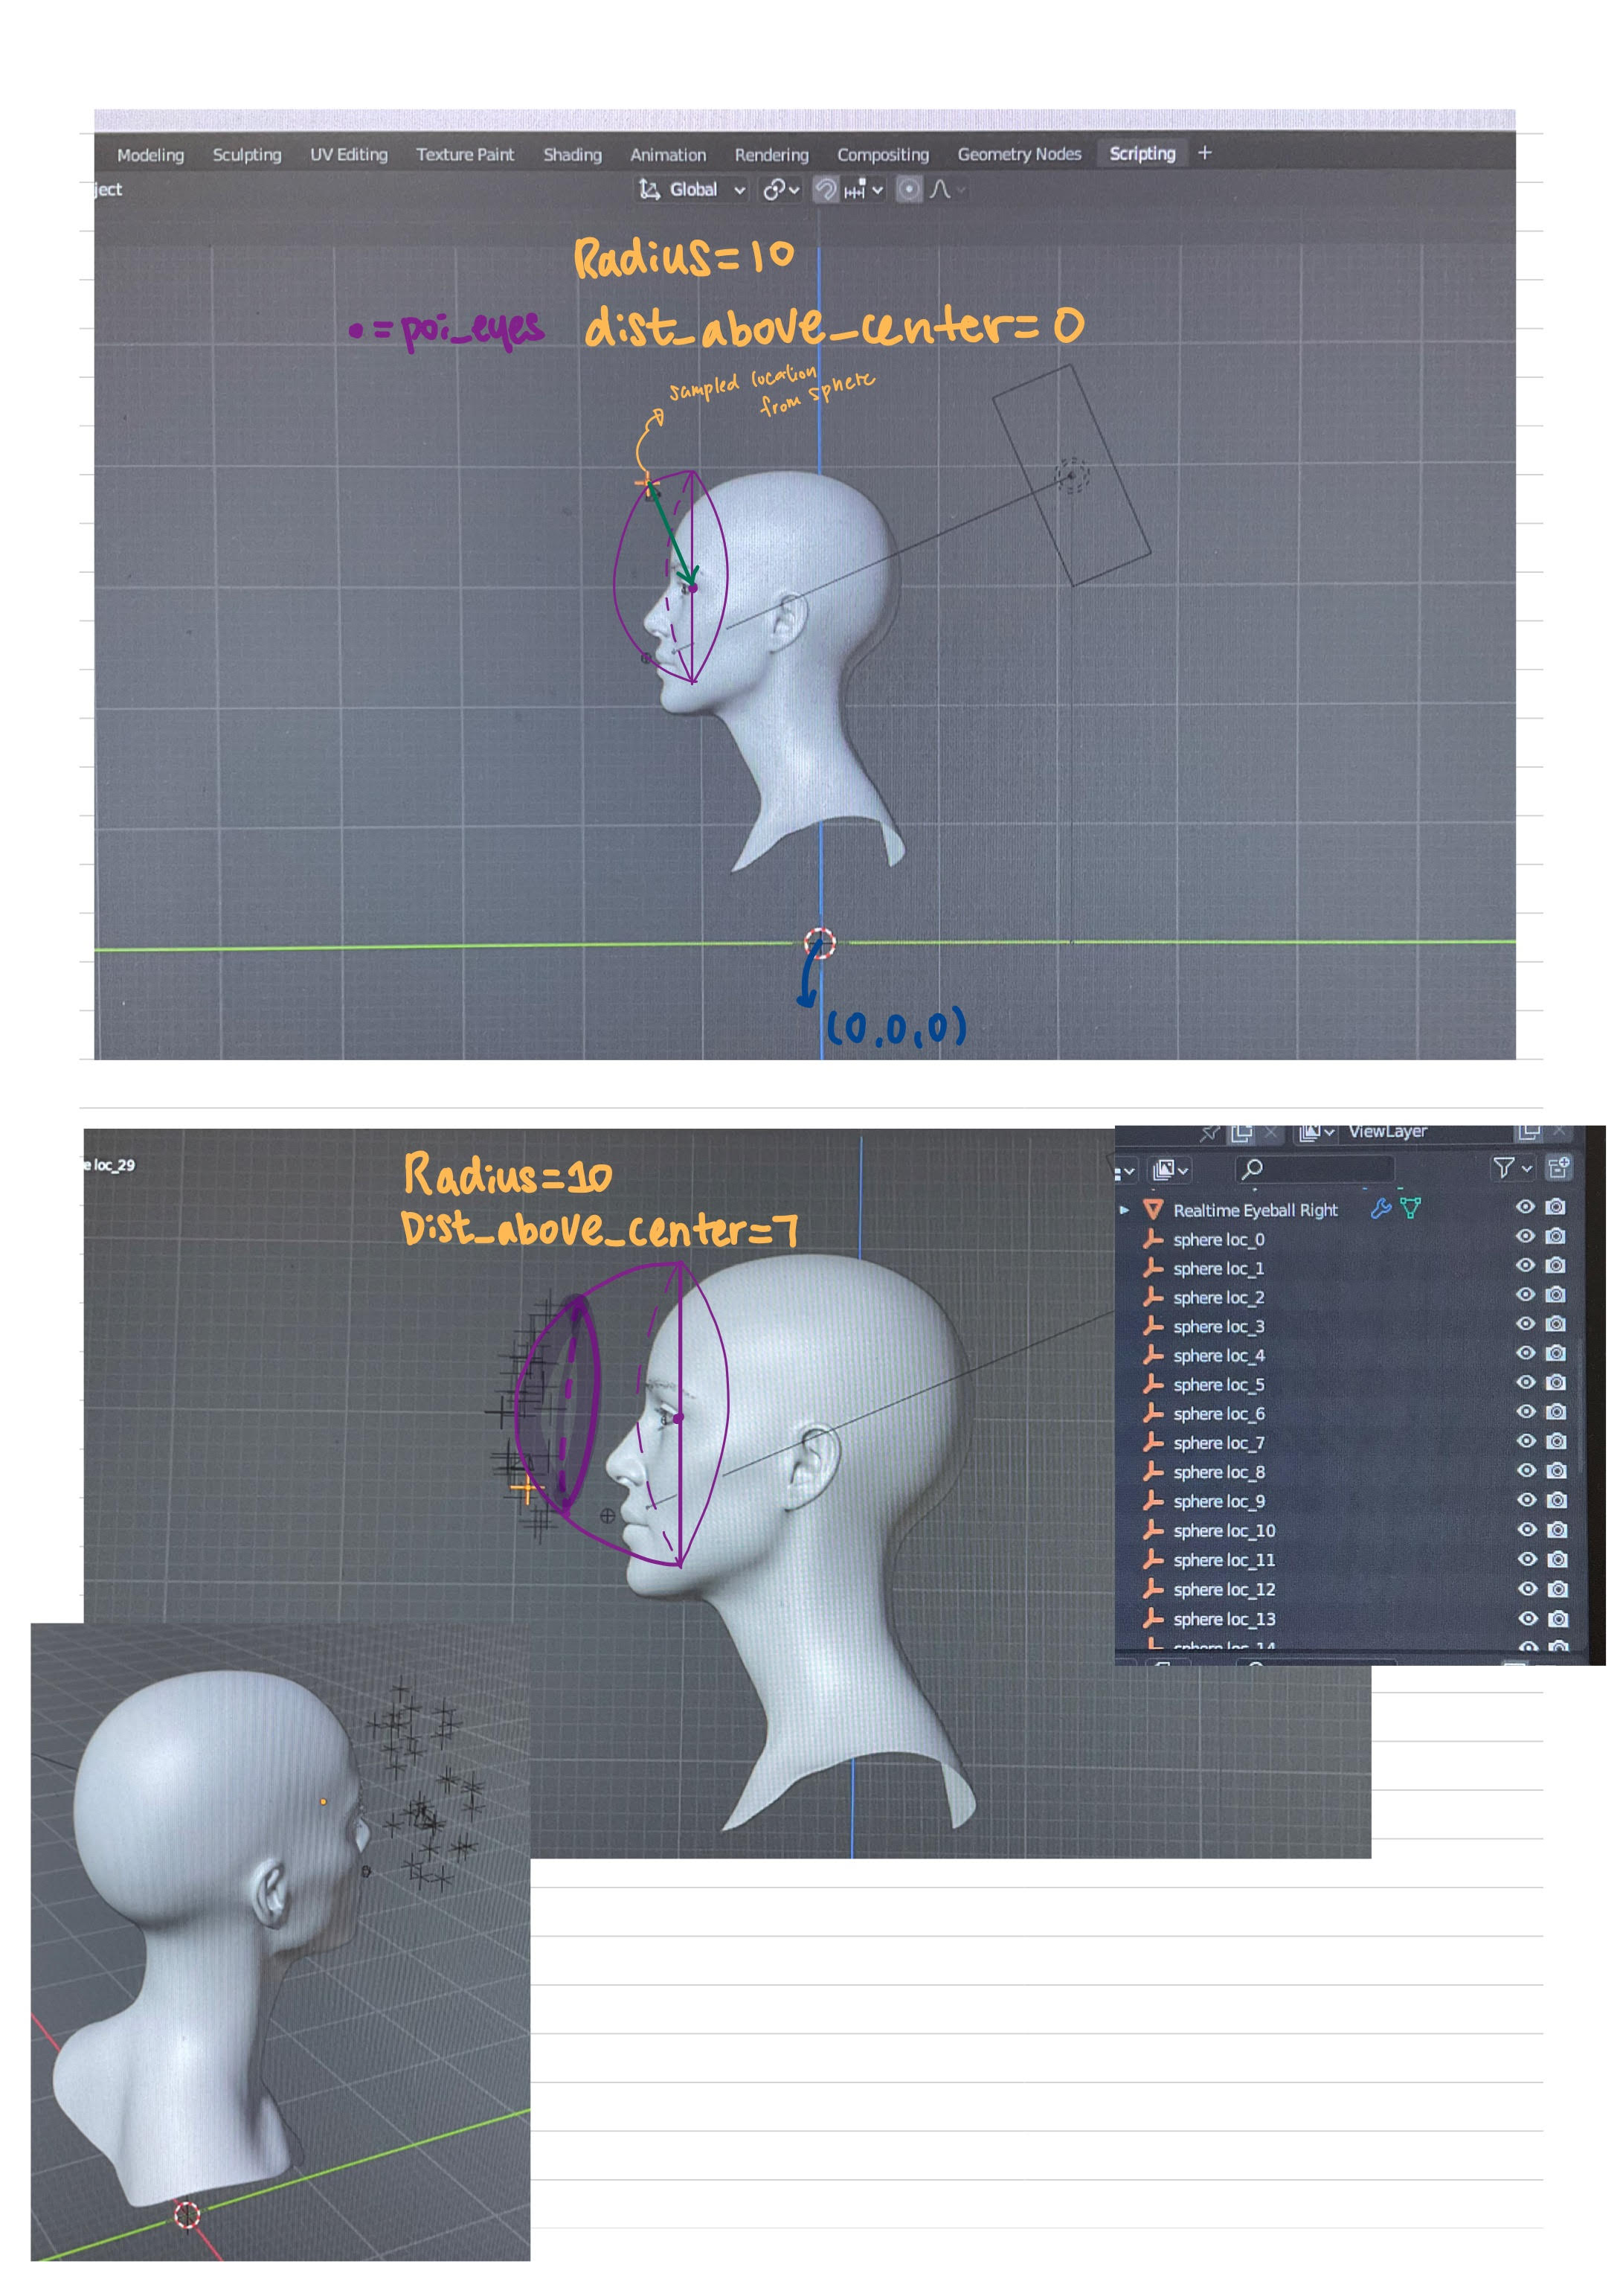 Modeling Sculpting UV Editing Texture Paint Shading Animation Rendering Compositing Geometry Nodes Scripting +
ject Global
Radius=10
•=poi_eyes dist_above_center=0
sampled location
from sphere
(0,0,0)
e loc_29
Radius=10
Dist_above_center=7
ViewLayer
Realtime Eyeball Right
sphere loc_0
sphere loc_1
sphere loc_2
sphere loc_3
sphere loc_4
sphere loc_5
sphere loc_6
sphere loc_7
sphere loc_8
sphere loc_9
sphere loc_10
sphere loc_11
sphere loc_12
sphere loc_13
sphere loc_14